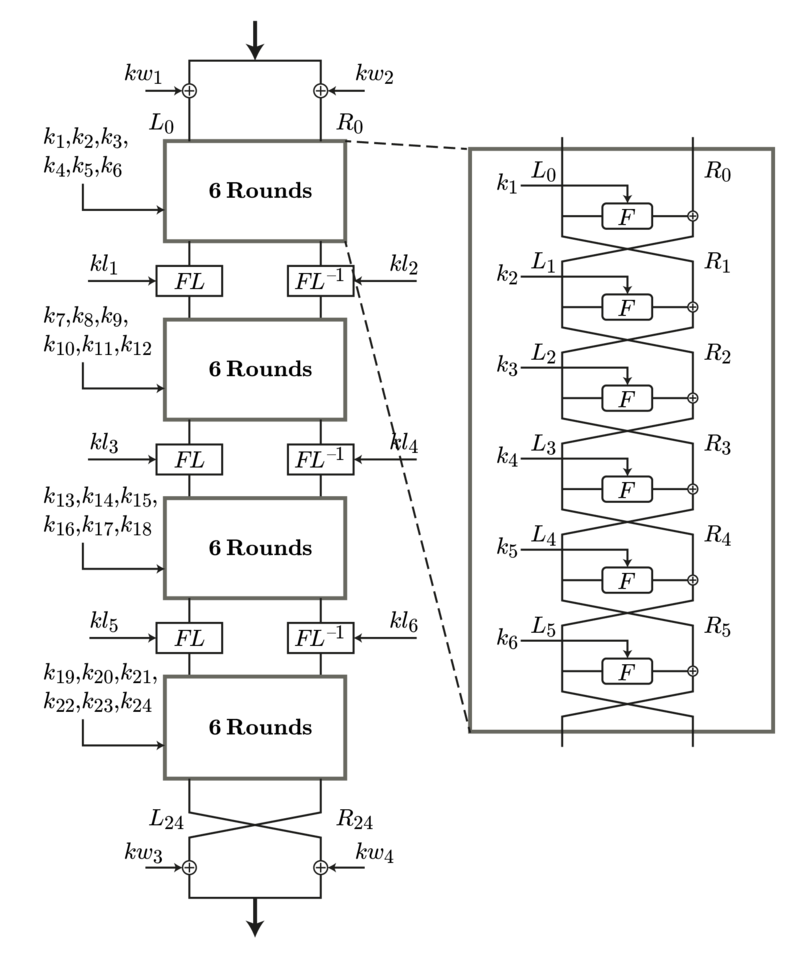 kw₁
kw₂
L₀
R₀
k₁,k₂,k₃,
k₄,k₅,k₆
6 Rounds
kl₁
FL
FL⁻¹
kl₂
k₇,k₈,k₉,
k₁₀,k₁₁,k₁₂
6 Rounds
kl₃
FL
FL⁻¹
kl₄
k₁₃,k₁₄,k₁₅,
k₁₆,k₁₇,k₁₈
6 Rounds
kl₅
FL
FL⁻¹
kl₆
k₁₉,k₂₀,k₂₁,
k₂₂,k₂₃,k₂₄
6 Rounds
L₂₄
R₂₄
kw₃
kw₄
k₁
L₀
R₀
F
k₂
L₁
R₁
F
k₃
L₂
R₂
F
k₄
L₃
R₃
F
k₅
L₄
R₄
F
k₆
L₅
R₅
F